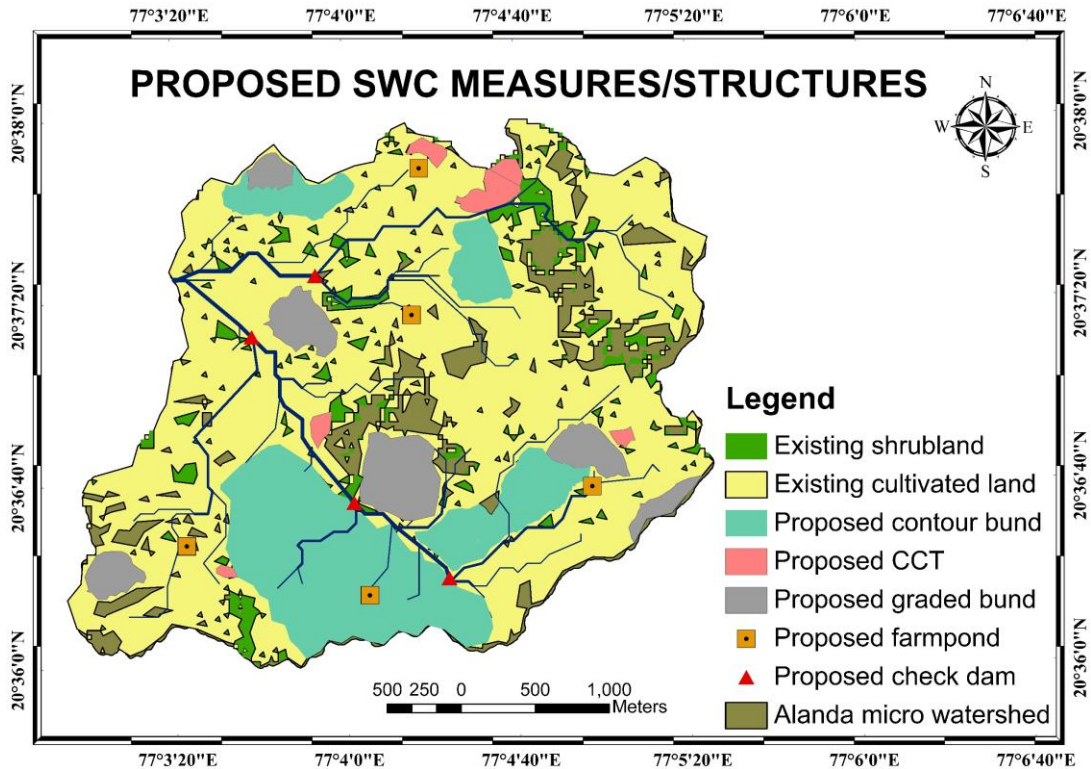 77°3'20"E 77°4'0"E 77°4'40"E 77°5'20"E 77°6'0"E 77°6'40"E
PROPOSED SWC MEASURES/STRUCTURES
N
W E
S
20°38'0"N 20°38'0"N
20°37'20"N 20°37'20"N
20°36'40"N 20°36'40"N
20°36'0"N 20°36'0"N
Legend
Existing shrubland
Existing cultivated land
Proposed contour bund
Proposed CCT
Proposed graded bund
Proposed farmpond
Proposed check dam
Alanda micro watershed
500 250 0 500 1,000
Meters
77°3'20"E 77°4'0"E 77°4'40"E 77°5'20"E 77°6'0"E 77°6'40"E